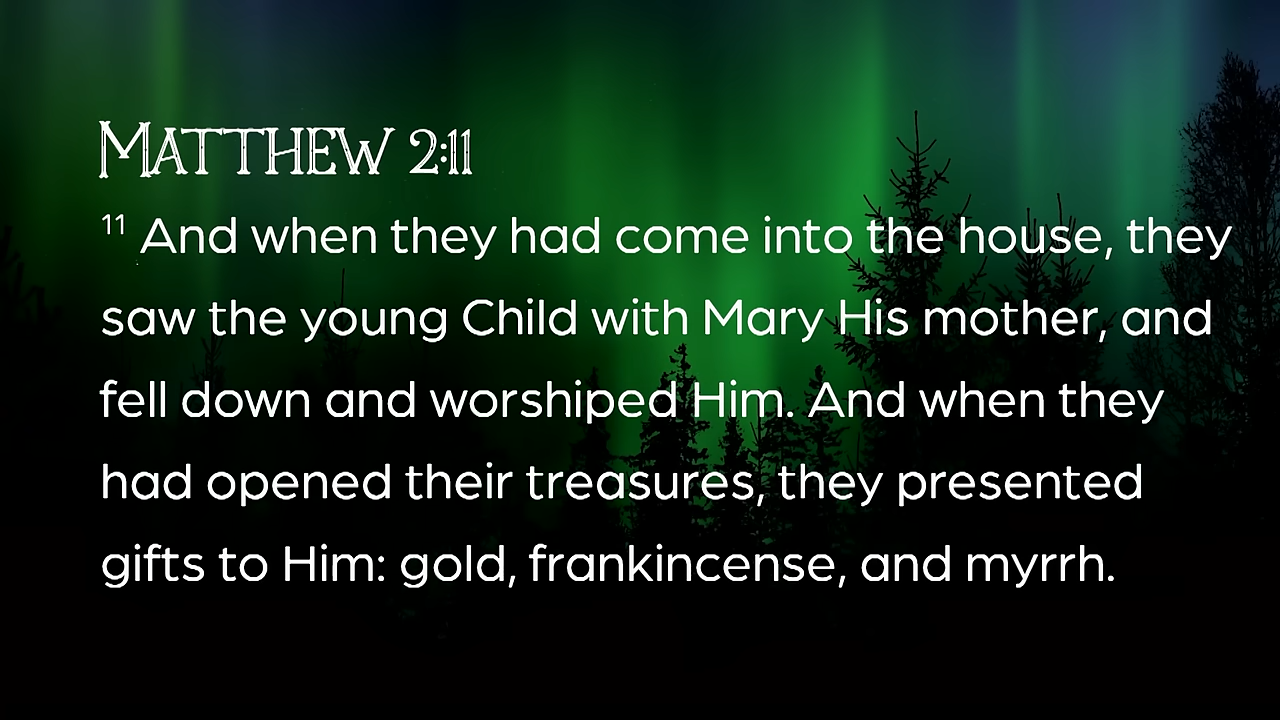 Matthew 2:11
11 And when they had come into the house, they
saw the young Child with Mary His mother, and
fell down and worshiped Him. And when they
had opened their treasures, they presented
gifts to Him: gold, frankincense, and myrrh.